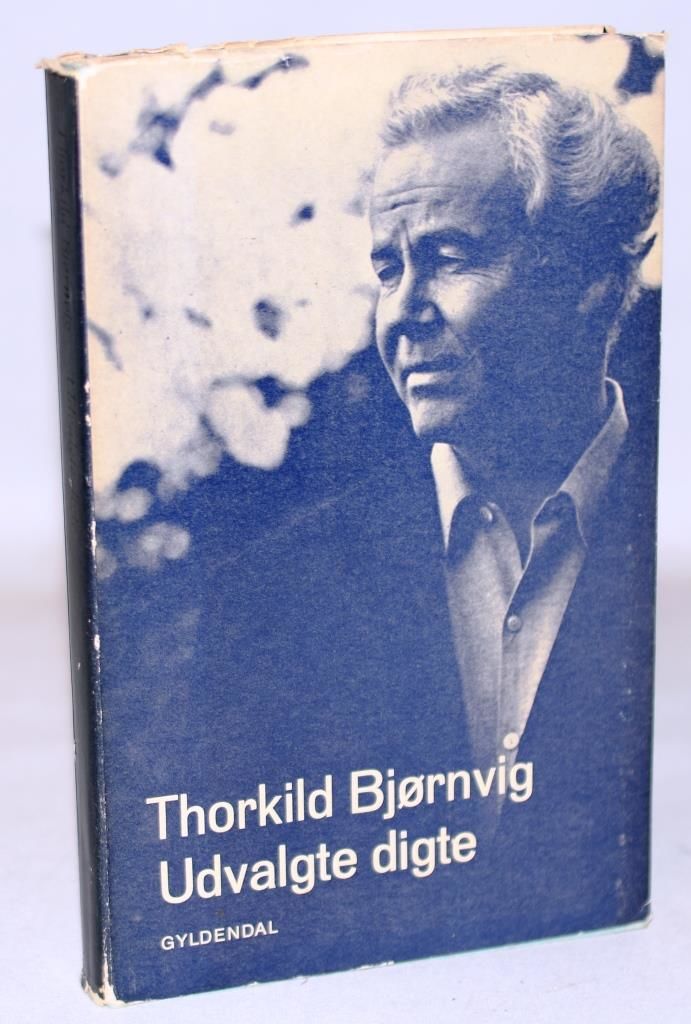 Thorkild Bjørnvig
Udvalgte digte
GYLDENDAL